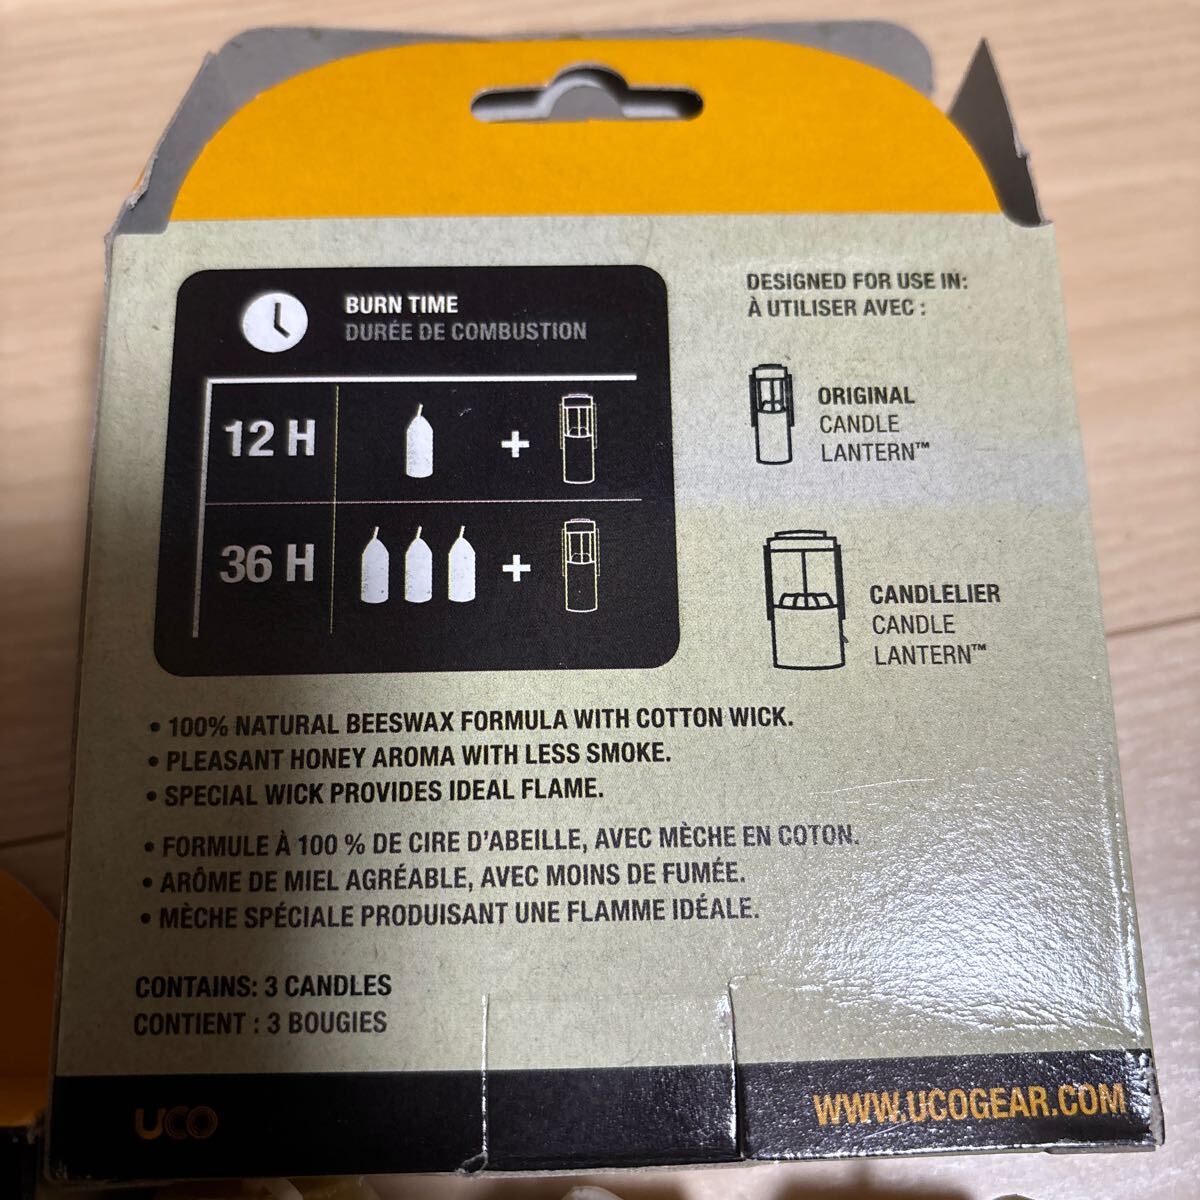 BURN TIME
DURÉE DE COMBUSTION
12 H
+
36 H
+
DESIGNED FOR USE IN:
À UTILISER AVEC :
ORIGINAL
CANDLE
LANTERN™
CANDLELIER
CANDLE
LANTERN™
• 100% NATURAL BEESWAX FORMULA WITH COTTON WICK.
• PLEASANT HONEY AROMA WITH LESS SMOKE.
• SPECIAL WICK PROVIDES IDEAL FLAME.
• FORMULE À 100 % DE CIRE D'ABEILLE, AVEC MÈCHE EN COTON.
• ARÔME DE MIEL AGRÉABLE, AVEC MOINS DE FUMÉE.
• MÈCHE SPÉCIALE PRODUISANT UNE FLAMME IDÉALE.
CONTAINS: 3 CANDLES
CONTIENT : 3 BOUGIES
UCO
WWW.UCOGEAR.COM